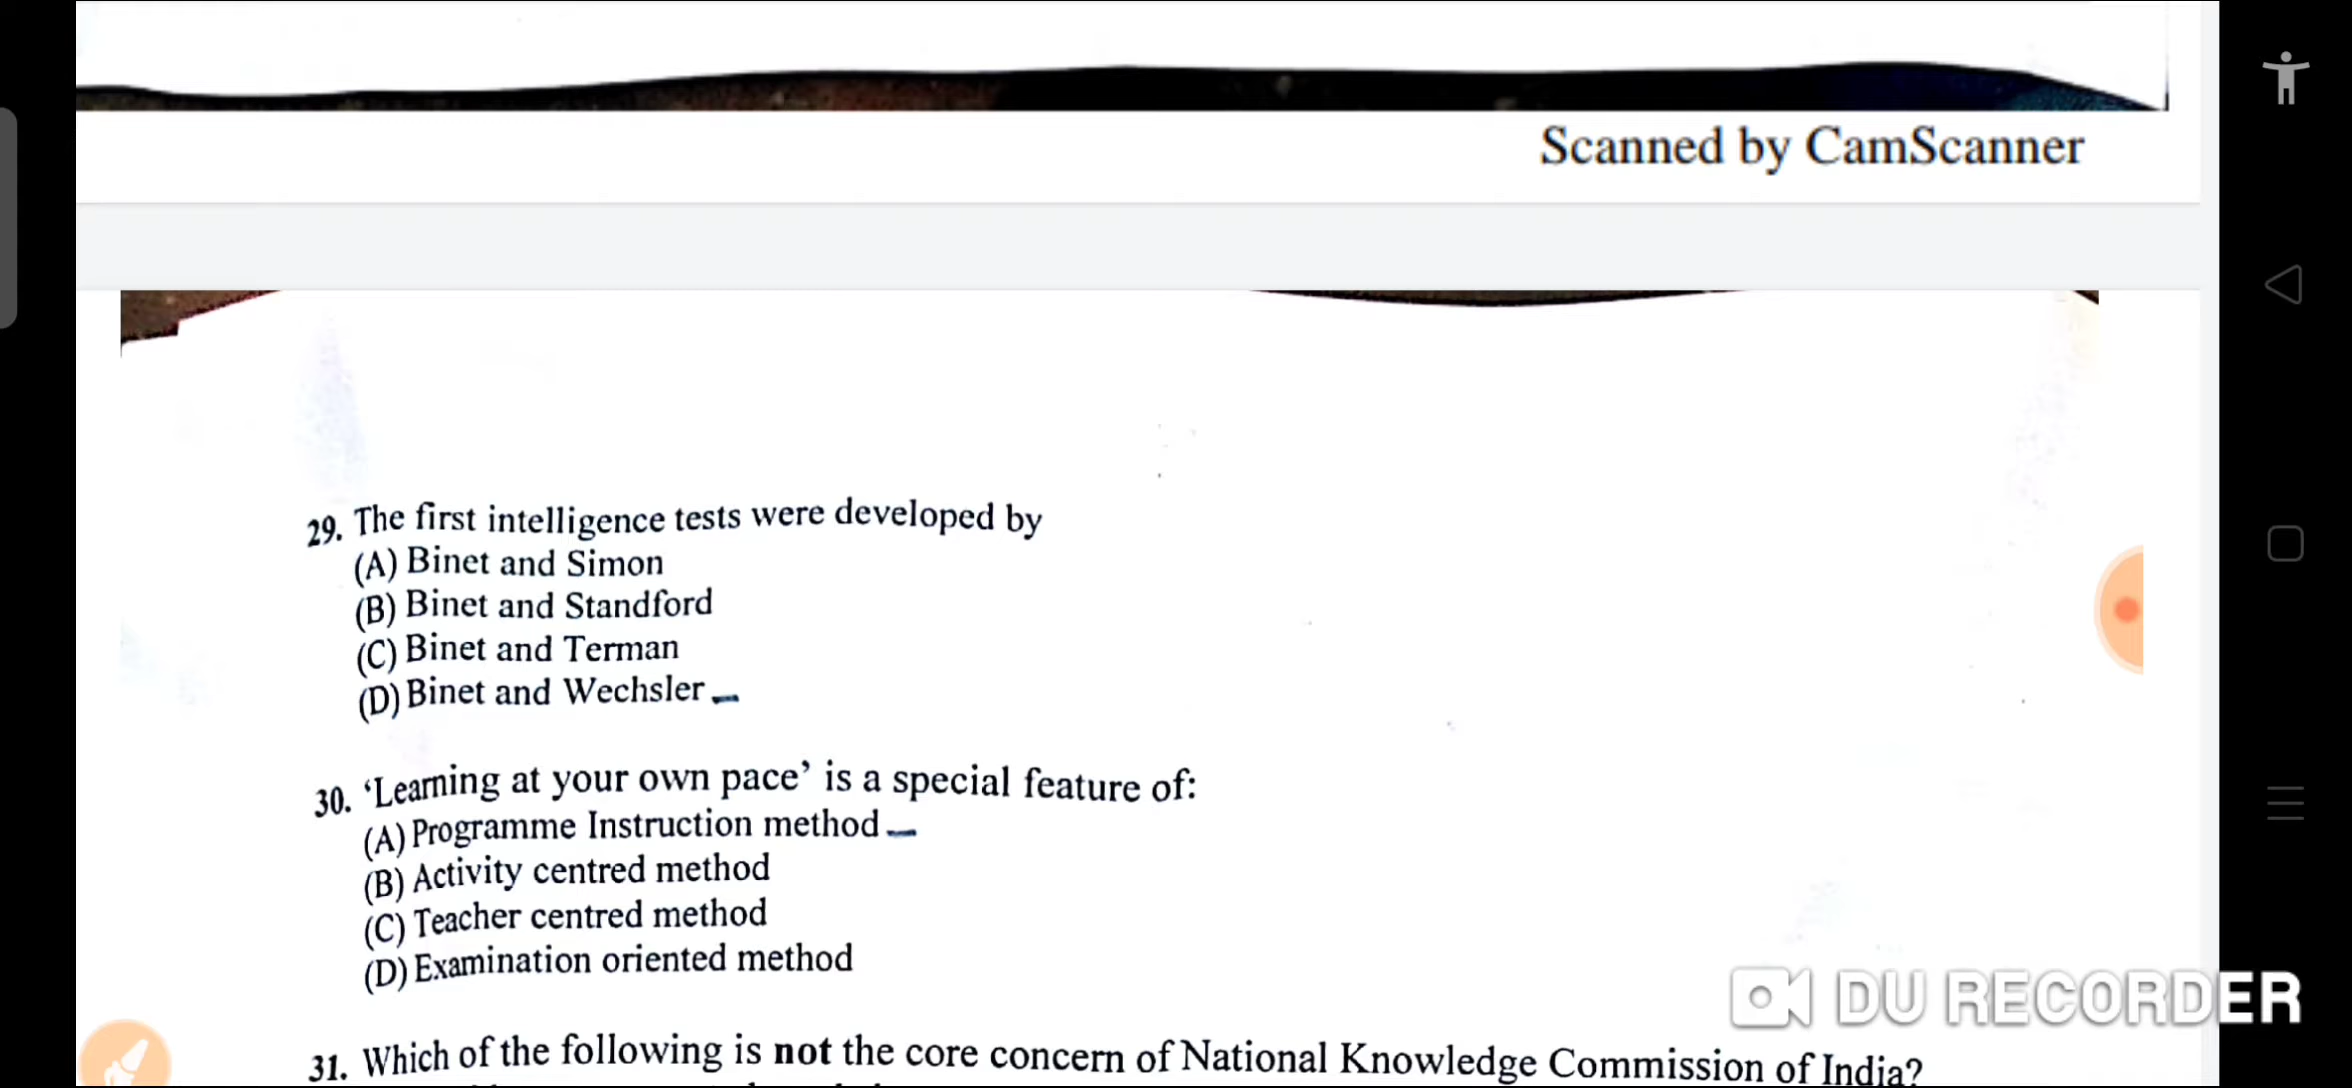 Scanned by CamScanner
29. The first intelligence tests were developed by
(A) Binet and Simon
(B) Binet and Standford
(C) Binet and Terman
(D) Binet and Wechsler
30. ‘Learning at your own pace’ is a special feature of:
(A) Programme Instruction method
(B) Activity centred method
(C) Teacher centred method
(D) Examination oriented method
DU RECORDER
31. Which of the following is not the core concern of National Knowledge Commission of India?